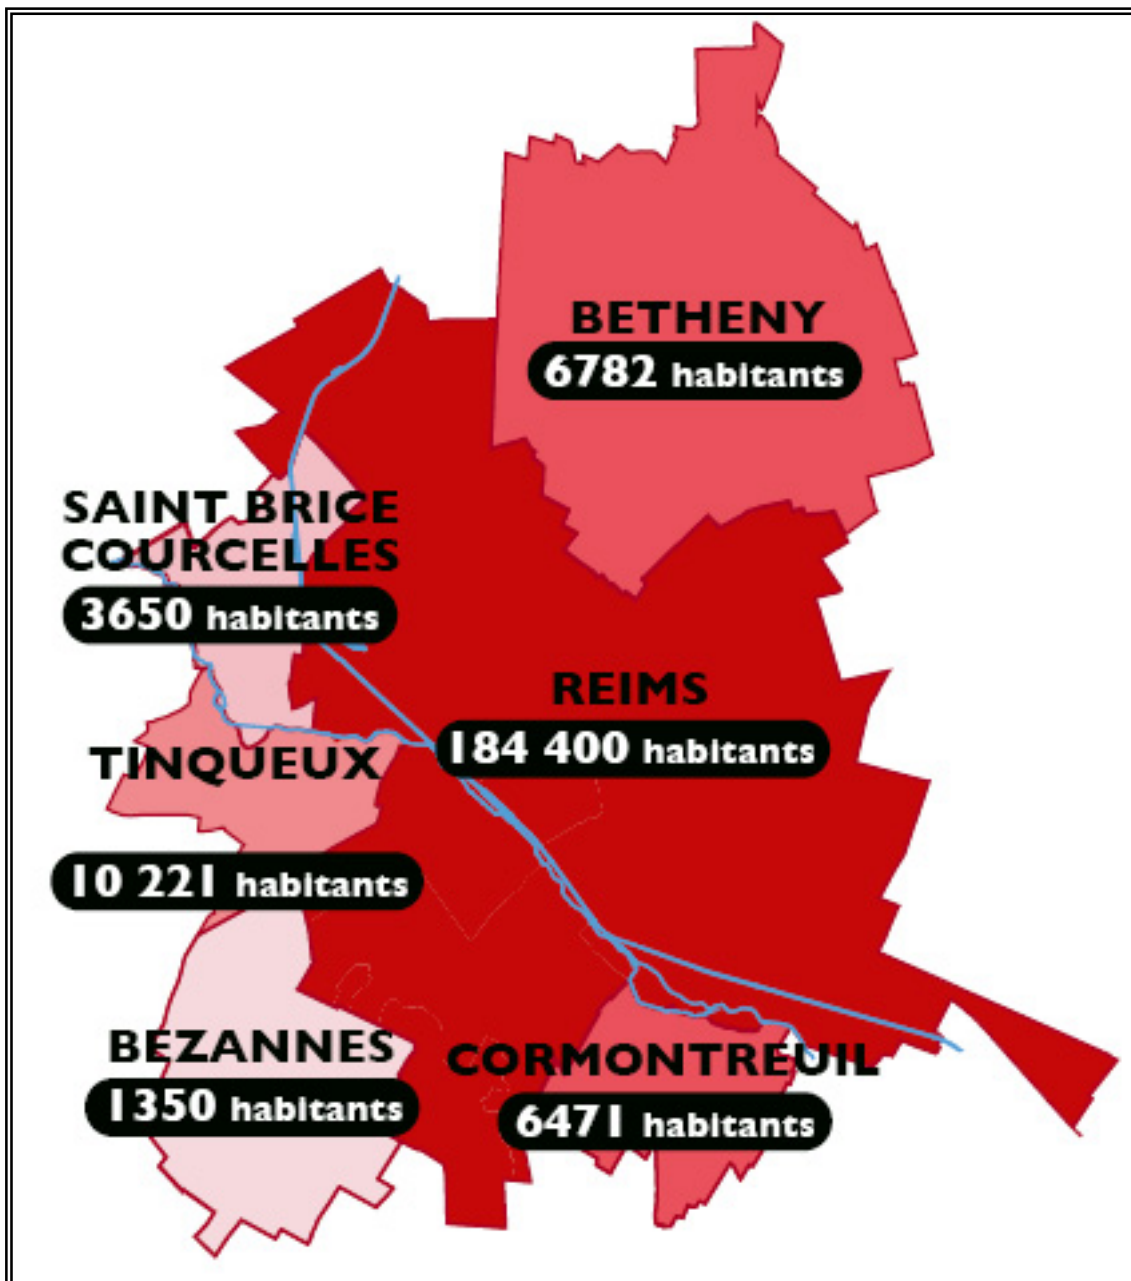 BETHENY
6782 habitants
SAINT BRICE
COURCELLES
3650 habitants
REIMS
184 400 habitants
TINQUEUX
10 221 habitants
BEZANNES
1350 habitants
CORMONTREUIL
6471 habitants